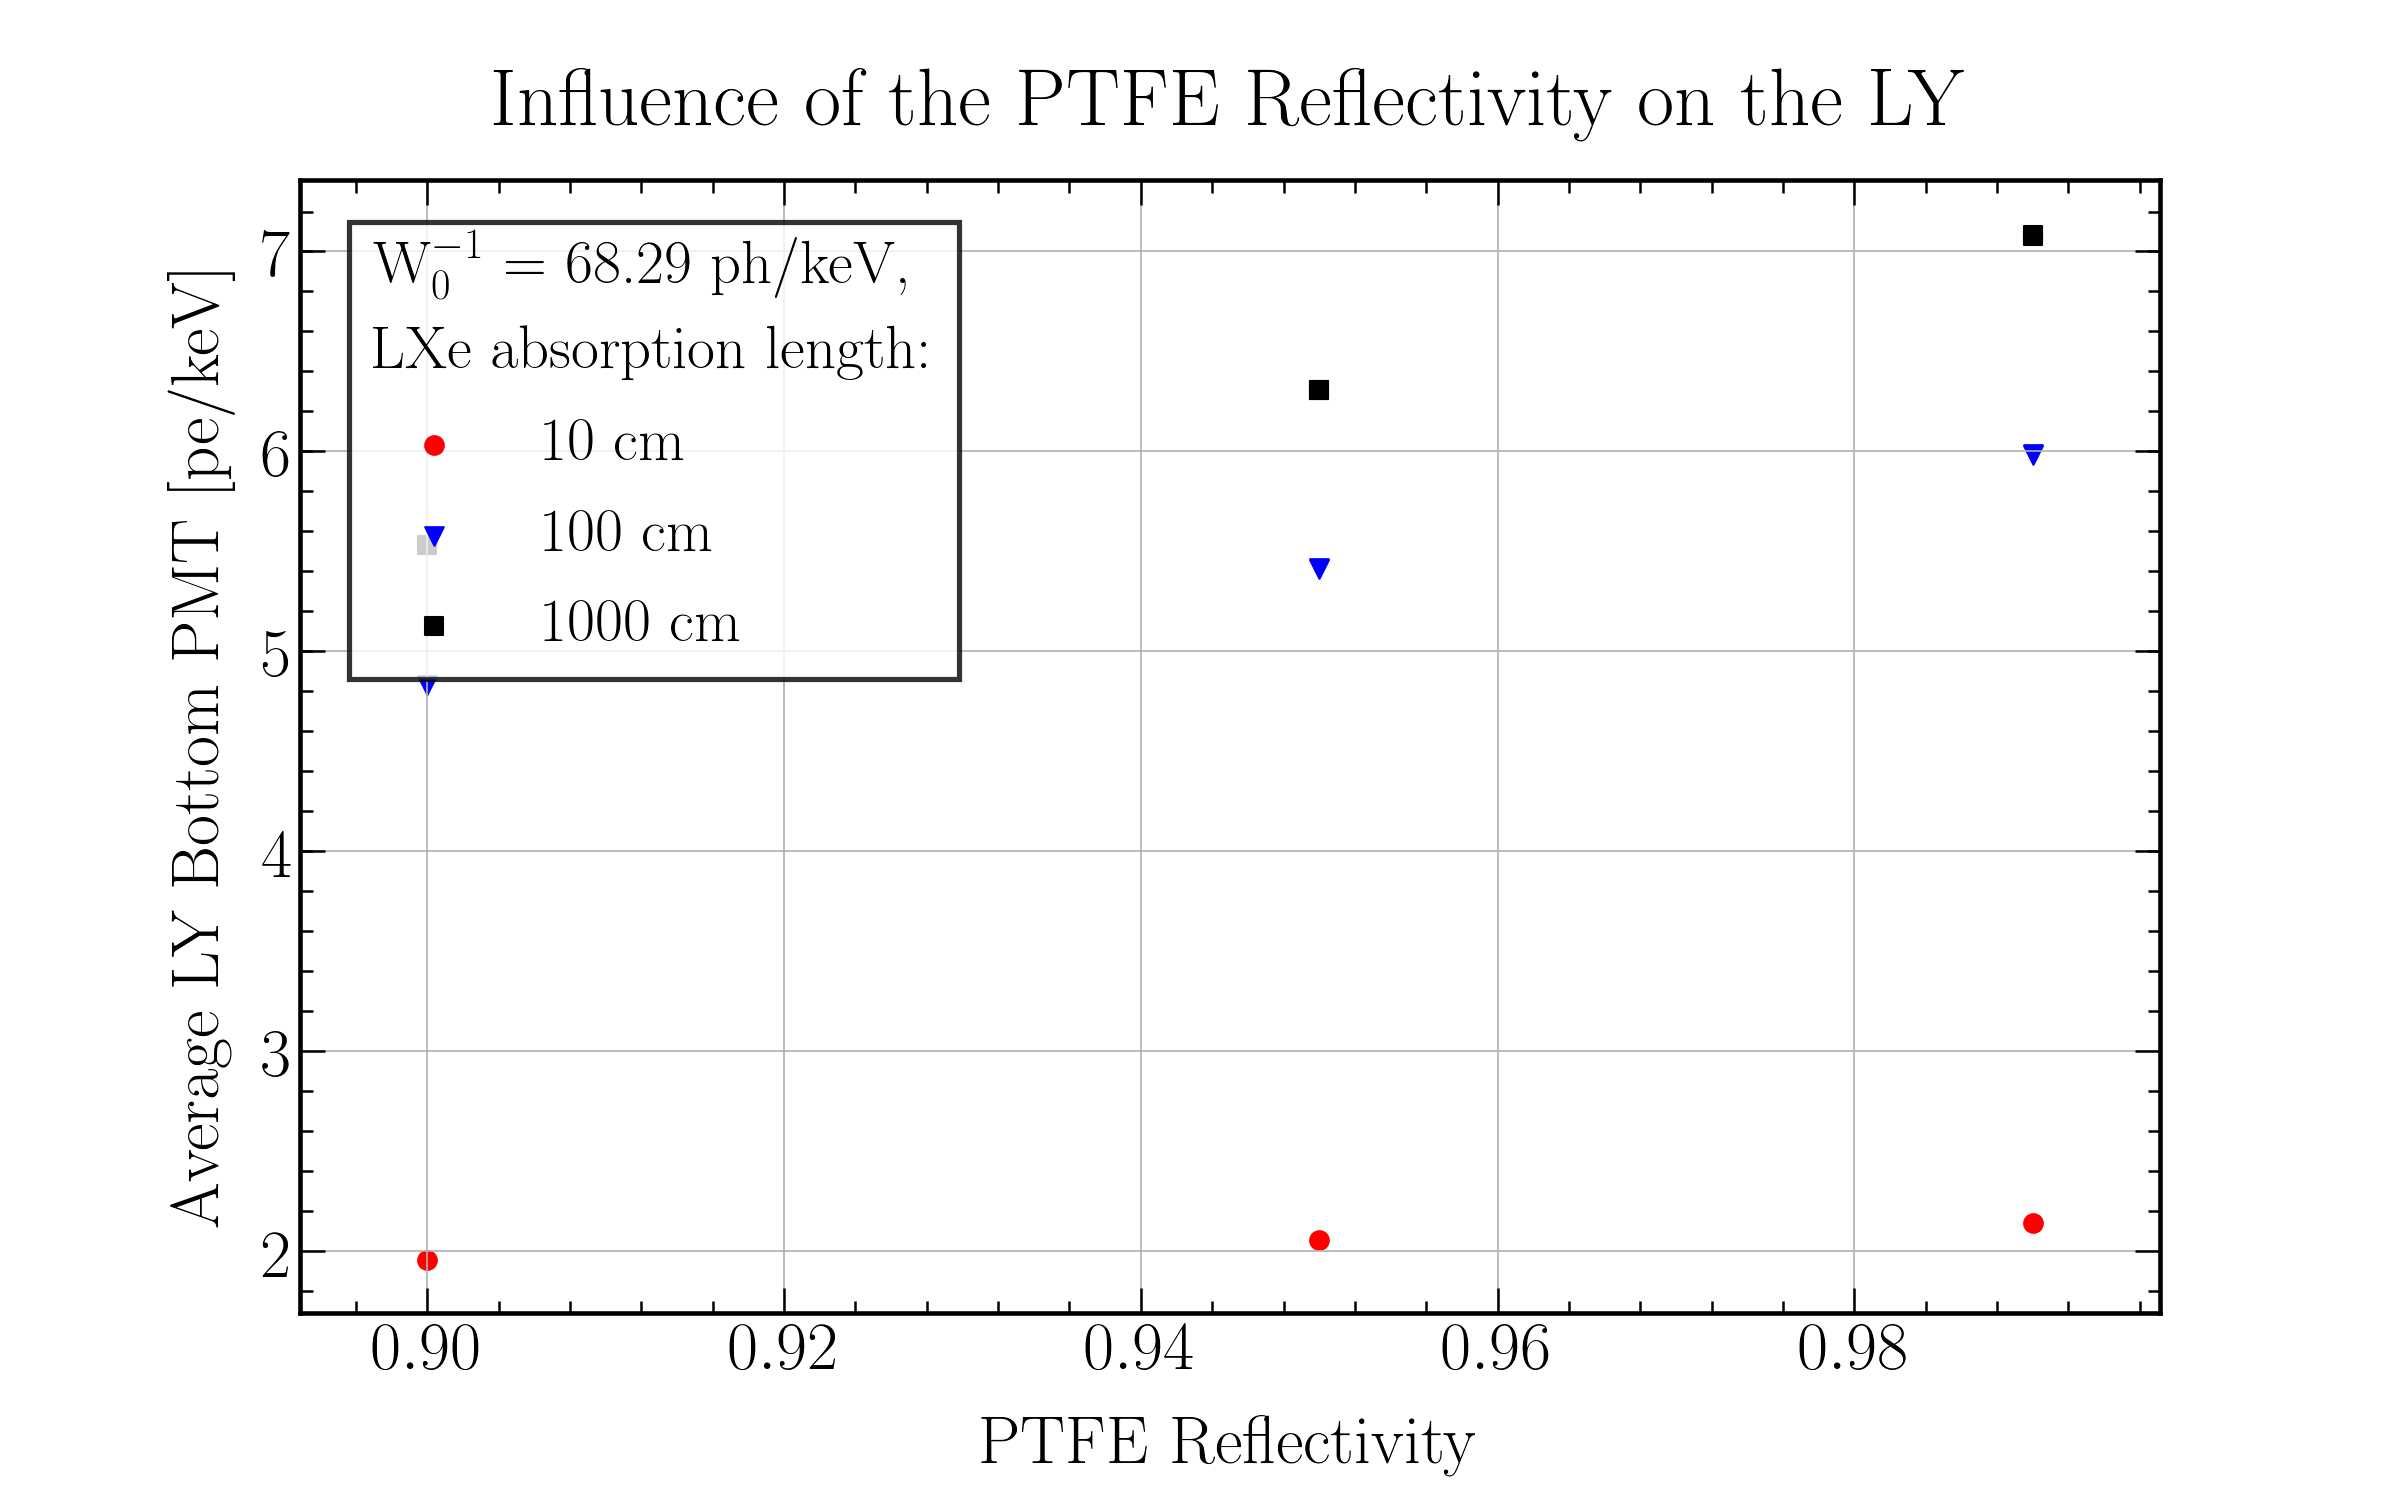 Influence of the PTFE Reflectivity on the LY
Average LY Bottom PMT [pe/keV]
7
6
5
4
3
2
W₀⁻¹ = 68.29 ph/keV,
LXe absorption length:
10 cm
100 cm
1000 cm
0.90 0.92 0.94 0.96 0.98
PTFE Reflectivity